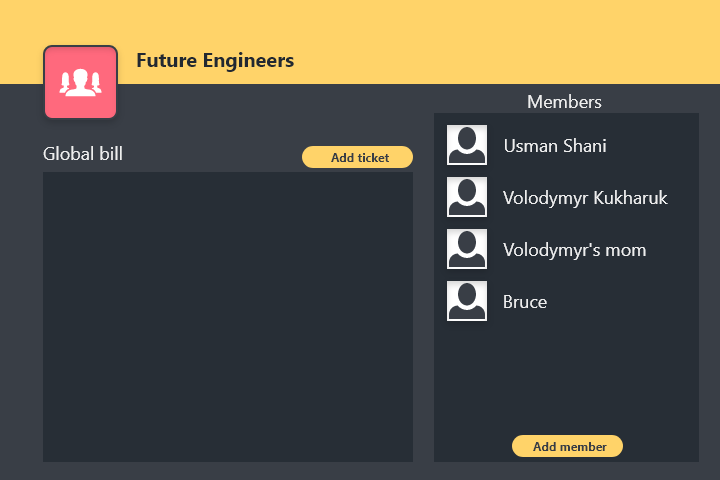 Future Engineers
Global bill
Add ticket
Members
Usman Shani
Volodymyr Kukharuk
Volodymyr's mom
Bruce
Add member